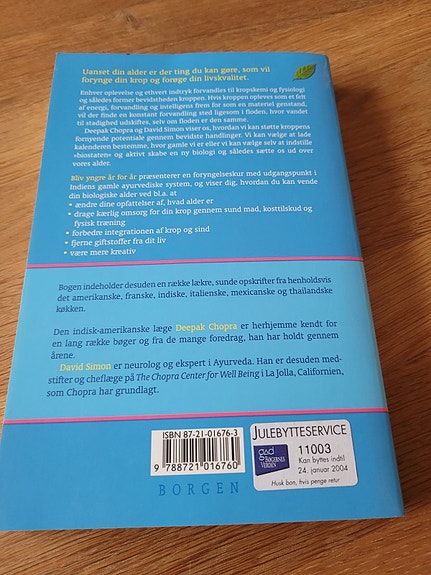 Uanset din alder er der ting du kan gøre, som vil
forynge din krop og forøge din livskvalitet.
Enhver oplevelse og ethvert indtryk forvandles til kropskemi og fysiologi
og således former bevidstheden kroppen. Hvis kroppen opleves som et felt
af energi, forvandling og intelligens frem for som en materiel genstand,
vil der finde en konstant forvandling sted ligesom i floden, hvor vandet
til stadighed udskiftes, selv om floden er den samme.
Deepak Chopra og David Simon viser os, hvordan vi kan støtte kroppens
fornyende potentiale gennem bevidste handlinger. Vi kan vælge at lade
kalenderen bestemme, hvor gamle vi er eller vi kan vælge selv at indstille
»biostaten« og aktivt skabe en ny biologi og således sætte os ud over
vores alder.
Bliv yngre år for år præsenterer en foryngelseskur med udgangspunkt i
Indiens gamle ayurvediske system, og viser dig, hvordan du kan vende
din biologiske alder ved bl.a. at
• ændre dine opfattelser af, hvad alder er
• drage kærlig omsorg for din krop gennem sund mad, kosttilskud og
fysisk træning
• forbedre integrationen af krop og sind
• fjerne giftstoffer fra dit liv
• være mere kreativ
Bogen indeholder desuden en række lækre, sunde opskrifter fra henholdsvis
det amerikanske, franske, indiske, italienske, mexicanske og thailandske
køkken.
Den indisk-amerikanske læge Deepak Chopra er herhjemme kendt for
en lang række bøger og fra de mange foredrag, han har holdt gennem
årene.
David Simon er neurolog og ekspert i Ayurveda. Han er desuden med-
stifter og cheflæge på The Chopra Center for Well Being i La Jolla, Californien,
som Chopra har grundlagt.
ISBN 87-21-01676-3
9 788721 016760
BORGEN
JULEBYTTESERVICE
g&d
BØGERNES
VERDEN
11003
Kan byttes indtil
24. januar 2004
Husk bon, hvis penge retur